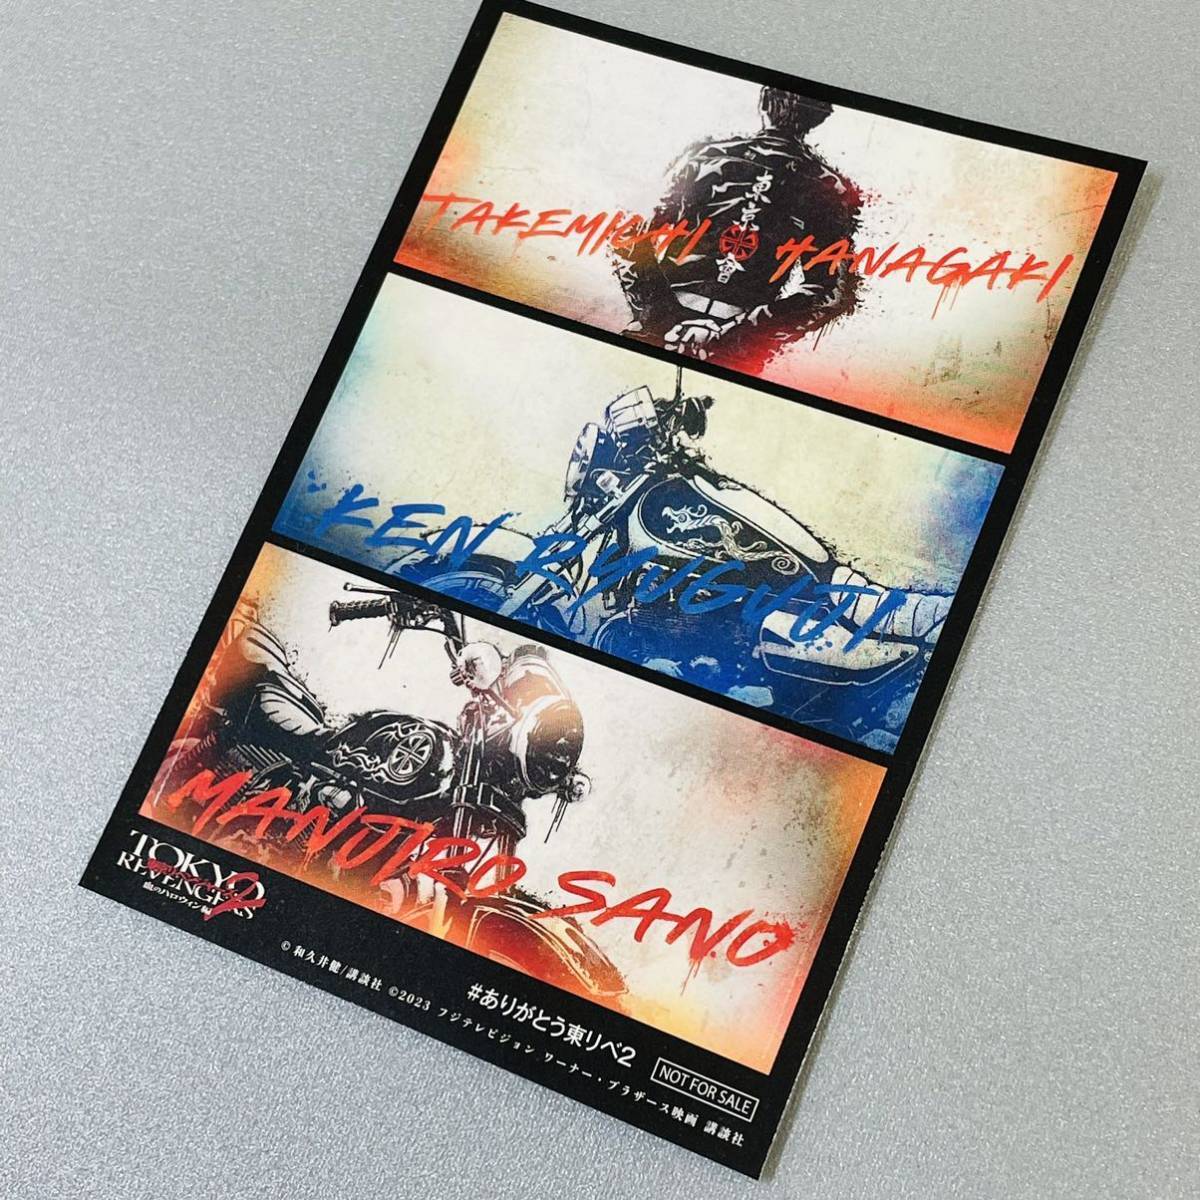 初代
東京卍會
TAKEMICHI HANAGAKI
KEN RYUGUJI
MANJIRO SANO
TOKYO
REVENGERS 2
血のハロウィン編
#ありがとう東リベ2
NOT FOR SALE
© 和久井健/講談社 ©2023 フジテレビジョン ワーナー・ブラザース映画 講談社